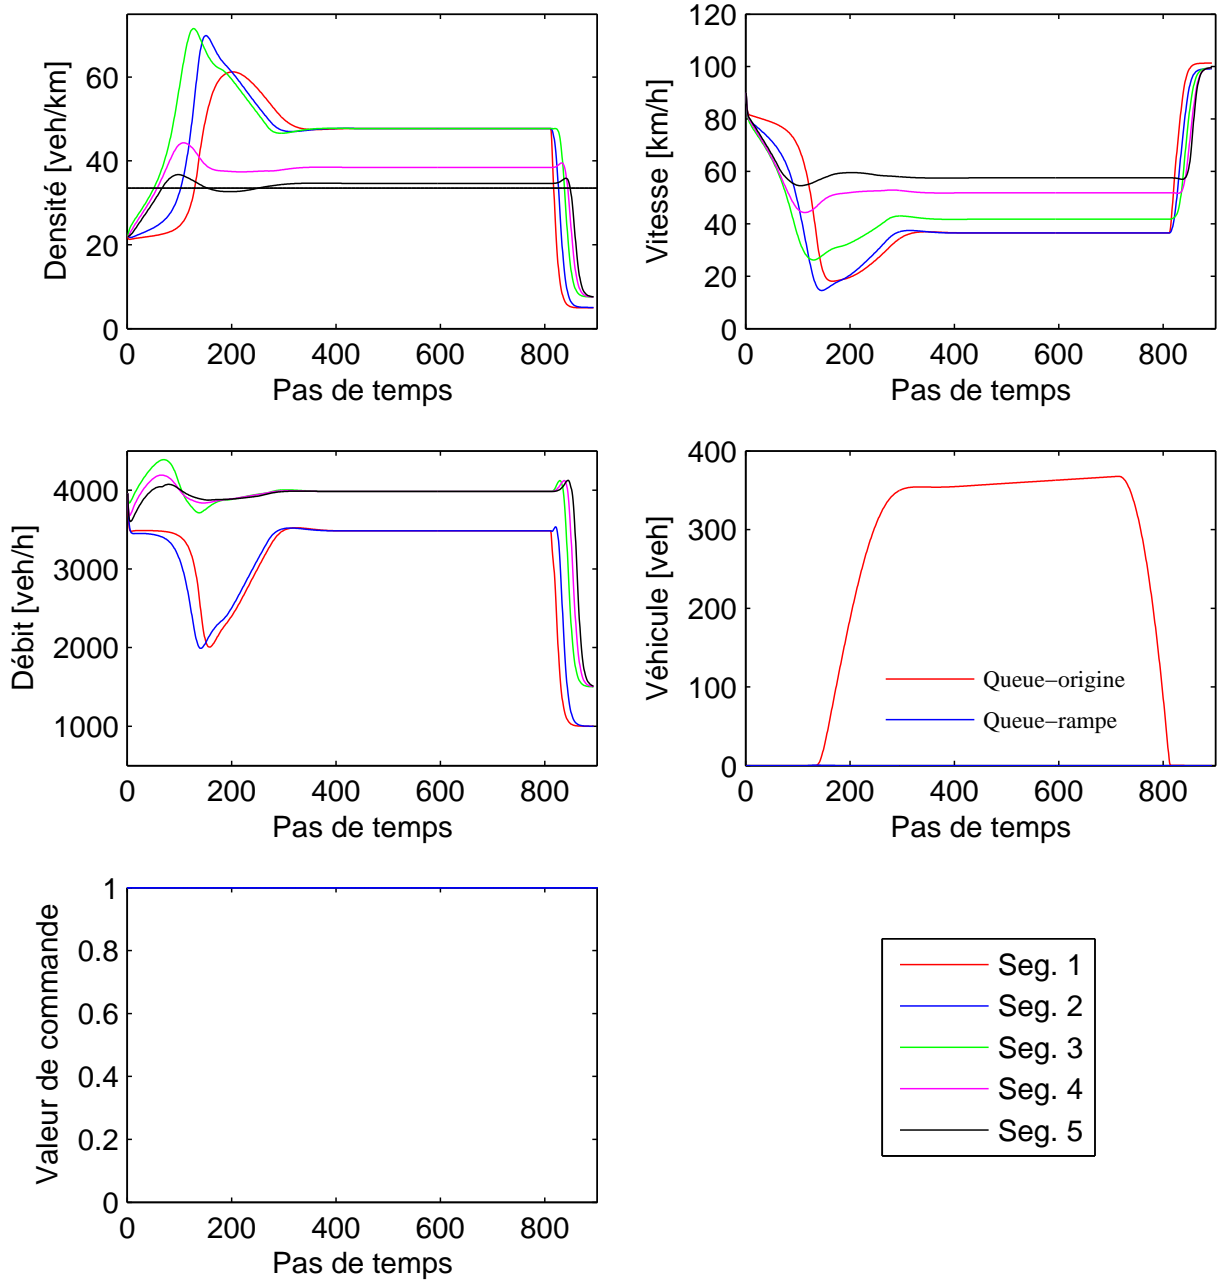 Densité [veh/km]
60
40
20
0
0 200 400 600 800
Pas de temps
Vitesse [km/h]
120
100
80
60
40
20
0
0 200 400 600 800
Pas de temps
Débit [veh/h]
4000
3000
2000
1000
0 200 400 600 800
Pas de temps
Véhicule [veh]
400
300
200
100
0
Queue−origine
Queue−rampe
0 200 400 600 800
Pas de temps
Valeur de commande
1
0.8
0.6
0.4
0.2
0
0 200 400 600 800
Pas de temps
Seg. 1
Seg. 2
Seg. 3
Seg. 4
Seg. 5